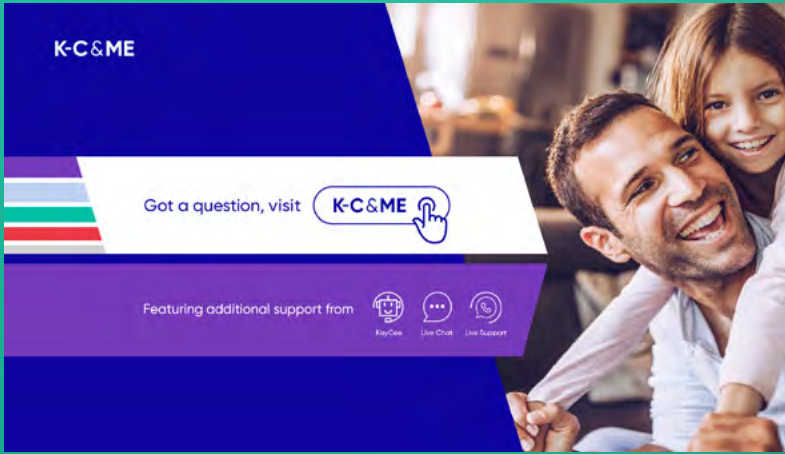 K-C&ME
Got a question, visit K-C&ME
Featuring additional support from
KayCee Live Chat Live Support